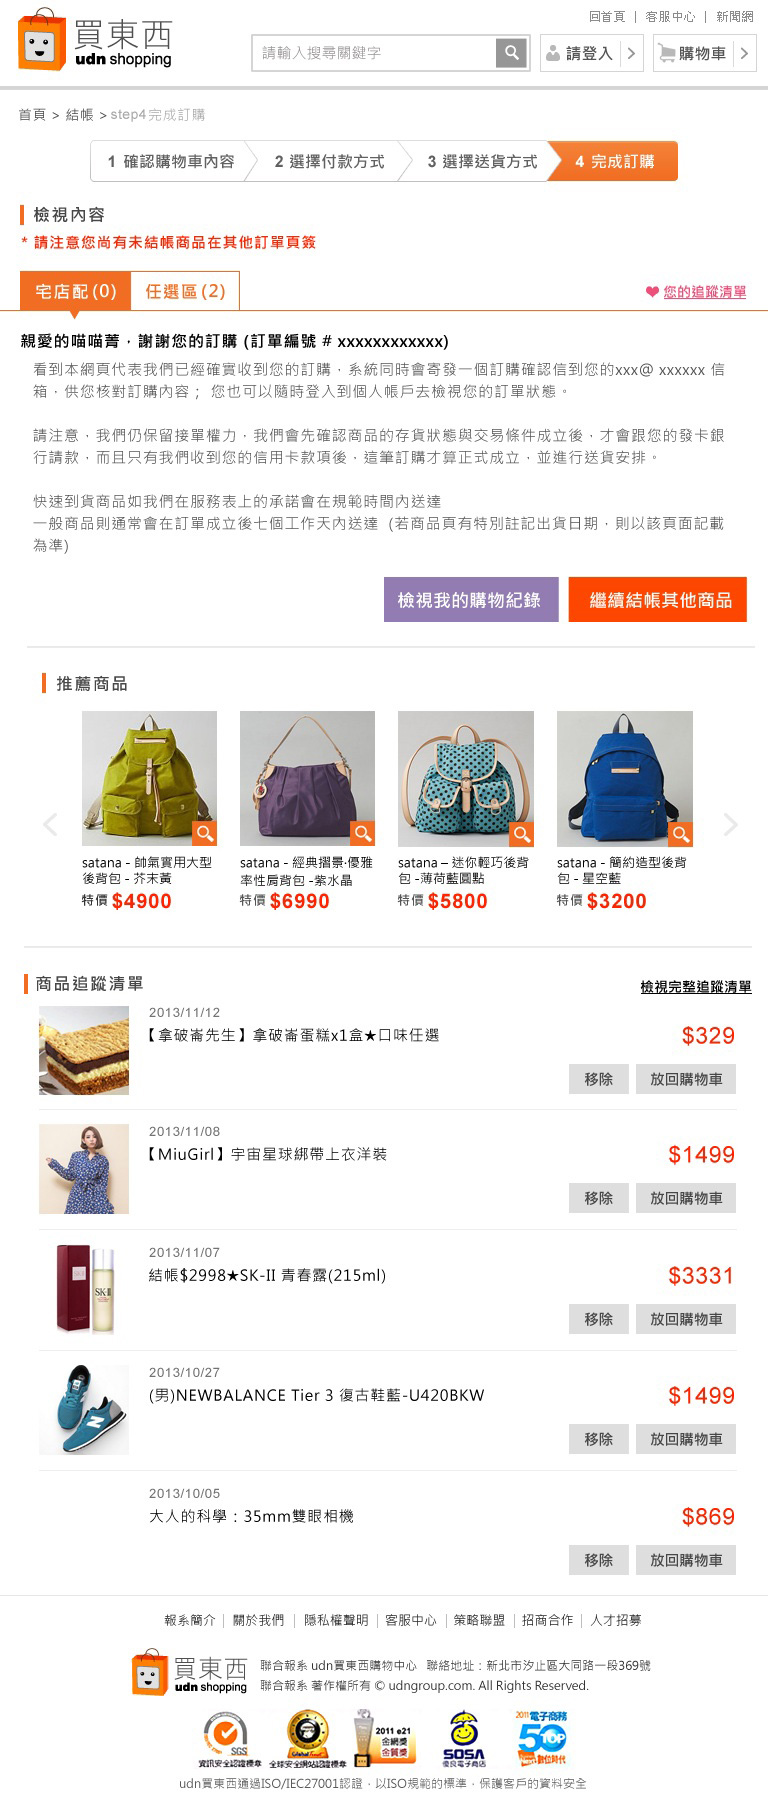 買東西
udn shopping
回首頁 | 客服中心 | 新聞網
請輸入搜尋關鍵字
請登入
購物車
首頁 > 結帳 > step4完成訂購
1 確認購物車內容
2 選擇付款方式
3 選擇送貨方式
4 完成訂購
檢視內容
* 請注意您尚有未結帳商品在其他訂單頁簽
宅店配(0)
任選區(2)
您的追蹤清單
親愛的喵喵菁，謝謝您的訂購 (訂單編號 # xxxxxxxxxxxx)
看到本網頁代表我們已經確實收到您的訂購，系統同時會寄發一個訂購確認信到您的xxx@ xxxxxx 信
箱，供您核對訂購內容； 您也可以隨時登入到個人帳戶去檢視您的訂單狀態。
請注意，我們仍保留接單權力，我們會先確認商品的存貨狀態與交易條件成立後，才會跟您的發卡銀
行請款，而且只有我們收到您的信用卡款項後，這筆訂購才算正式成立，並進行送貨安排。
快速到貨商品如我們在服務表上的承諾會在規範時間內送達
一般商品則通常會在訂單成立後七個工作天內送達 (若商品頁有特別註記出貨日期，則以該頁面記載
為準)
檢視我的購物紀錄
繼續結帳其他商品
推薦商品
satana - 帥氣實用大型
後背包 - 芥末黃
特價 $4900
satana - 經典摺景‧優雅
率性肩背包 -紫水晶
特價 $6990
satana – 迷你輕巧後背
包 -薄荷藍圓點
特價 $5800
satana - 簡約造型後背
包 - 星空藍
特價 $3200
商品追蹤清單
檢視完整追蹤清單
2013/11/12
【拿破崙先生】拿破崙蛋糕x1盒★口味任選
$329
移除
放回購物車
2013/11/08
【MiuGirl】宇宙星球綁帶上衣洋裝
$1499
移除
放回購物車
SK-II
2013/11/07
結帳$2998★SK-II 青春露(215ml)
$3331
移除
放回購物車
N
2013/10/27
(男)NEWBALANCE Tier 3 復古鞋藍-U420BKW
$1499
移除
放回購物車
2013/10/05
大人的科學：35mm雙眼相機
$869
移除
放回購物車
報系簡介 | 關於我們 | 隱私權聲明 | 客服中心 | 策略聯盟 | 招商合作 | 人才招募
買東西
udn shopping
聯合報系 udn買東西購物中心 聯絡地址：新北市汐止區大同路一段369號
聯合報系 著作權所有 © udngroup.com. All Rights Reserved.
SGS
資訊安全認證標章
Global Trust
全球安全網站認證標章
2011 e21
金網獎
金質獎
SOSA
優良電子商店
2011電子商務
50
TOP
數位時代
udn買東西通過ISO/IEC27001認證，以ISO規範的標準，保護客戶的資料安全